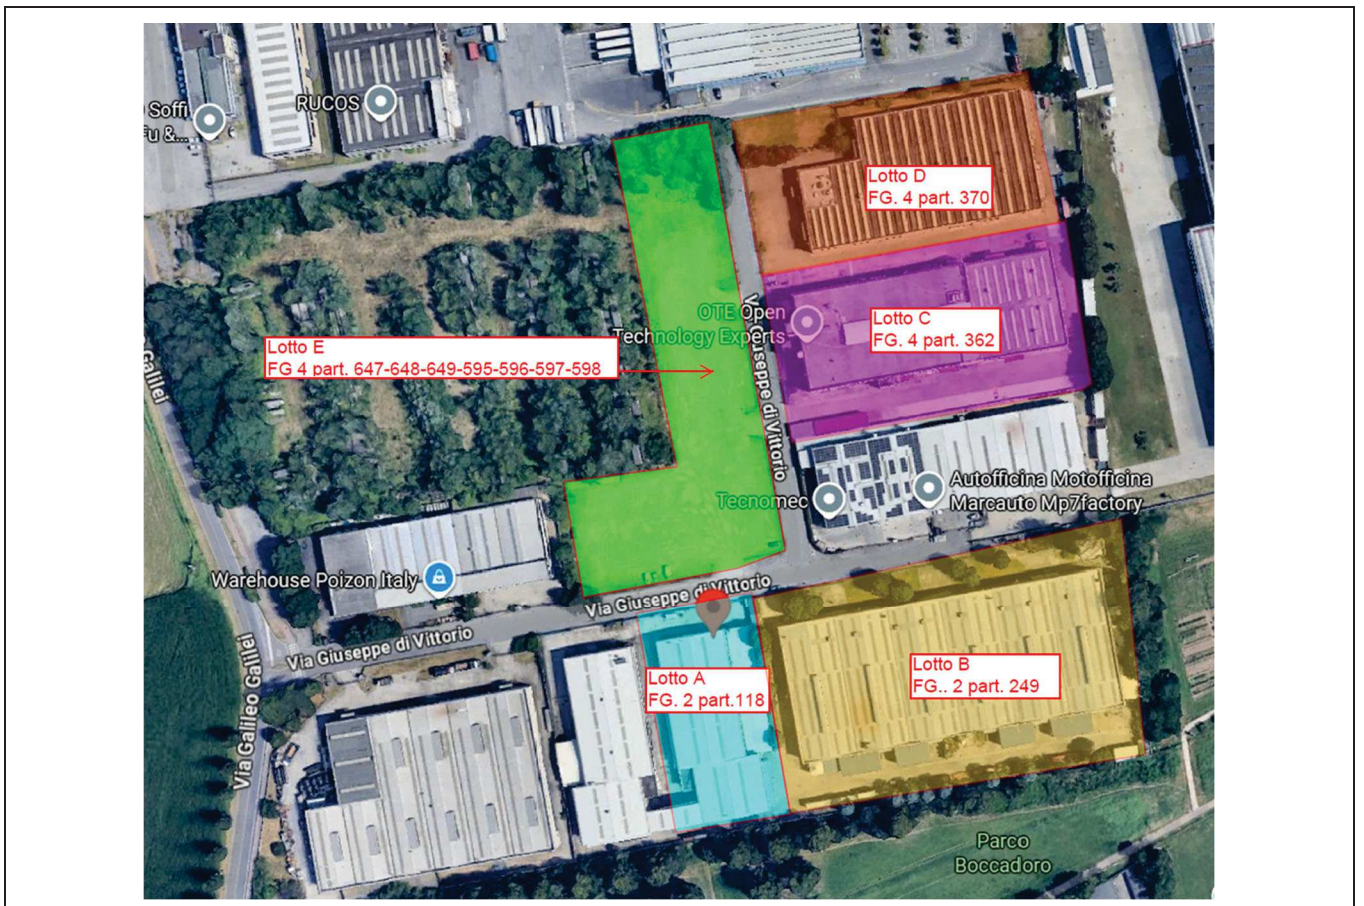 Soffi
Fu &...
RUCOS
Lotto D
FG. 4 part. 370
OTE Open
Technology Experts
Lotto C
FG. 4 part. 362
Via Giuseppe di Vittorio
Lotto E
FG 4 part. 647-648-649-595-596-597-598
Galilei
Tecnomec
Autofficina Motofficina
Marcauto Mp7factory
Warehouse Poizon Italy
Via Giuseppe di Vittorio
Via Giuseppe di Vittorio
Via Galileo Galilei
Lotto A
FG. 2 part.118
Lotto B
FG.. 2 part. 249
Parco
Boccadoro